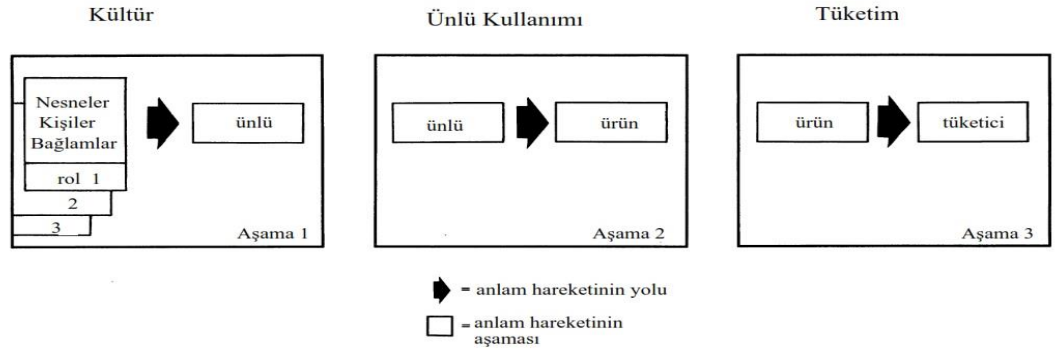 Kültür
Ünlü Kullanımı
Tüketim
Nesneler
Kişiler
Bağlamlar
rol 1
2
3
ünlü
Aşama 1
ünlü
ürün
Aşama 2
ürün
tüketici
Aşama 3
= anlam hareketinin yolu
= anlam hareketinin
aşaması